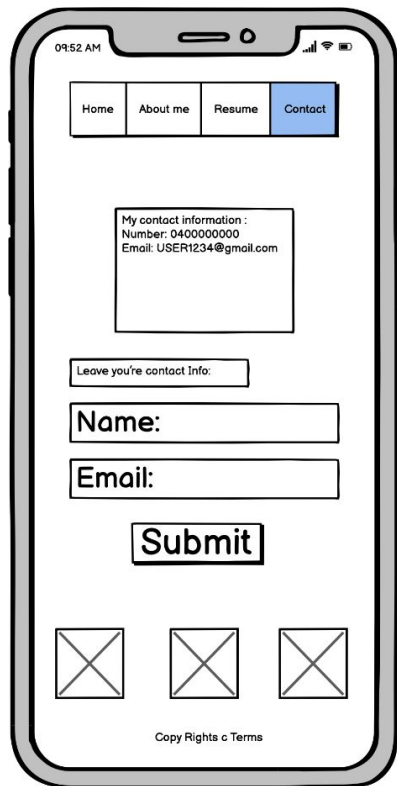 09:52 AM
Home About me Resume Contact
My contact information :
Number: 0400000000
Email: USER1234@gmail.com
Leave you're contact Info:
Name:
Email:
Submit
Copy Rights c Terms